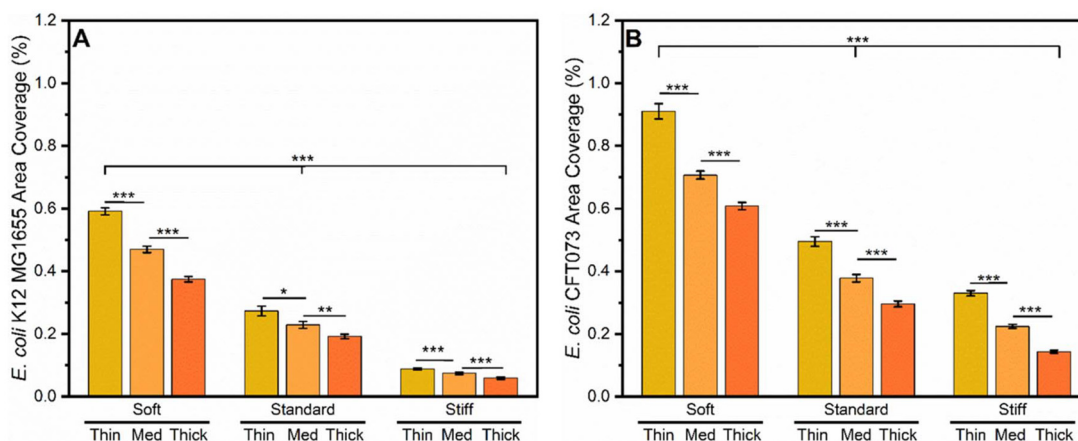 A
E. coli K12 MG1655 Area Coverage (%)
1.2
1.0
0.8
0.6
0.4
0.2
0.0
***
***
***
*
**
***
***
Soft
Standard
Stiff
Thin Med Thick
Thin Med Thick
Thin Med Thick
B
E. coli CFT073 Area Coverage (%)
1.2
1.0
0.8
0.6
0.4
0.2
0.0
***
***
***
***
***
***
***
Soft
Standard
Stiff
Thin Med Thick
Thin Med Thick
Thin Med Thick